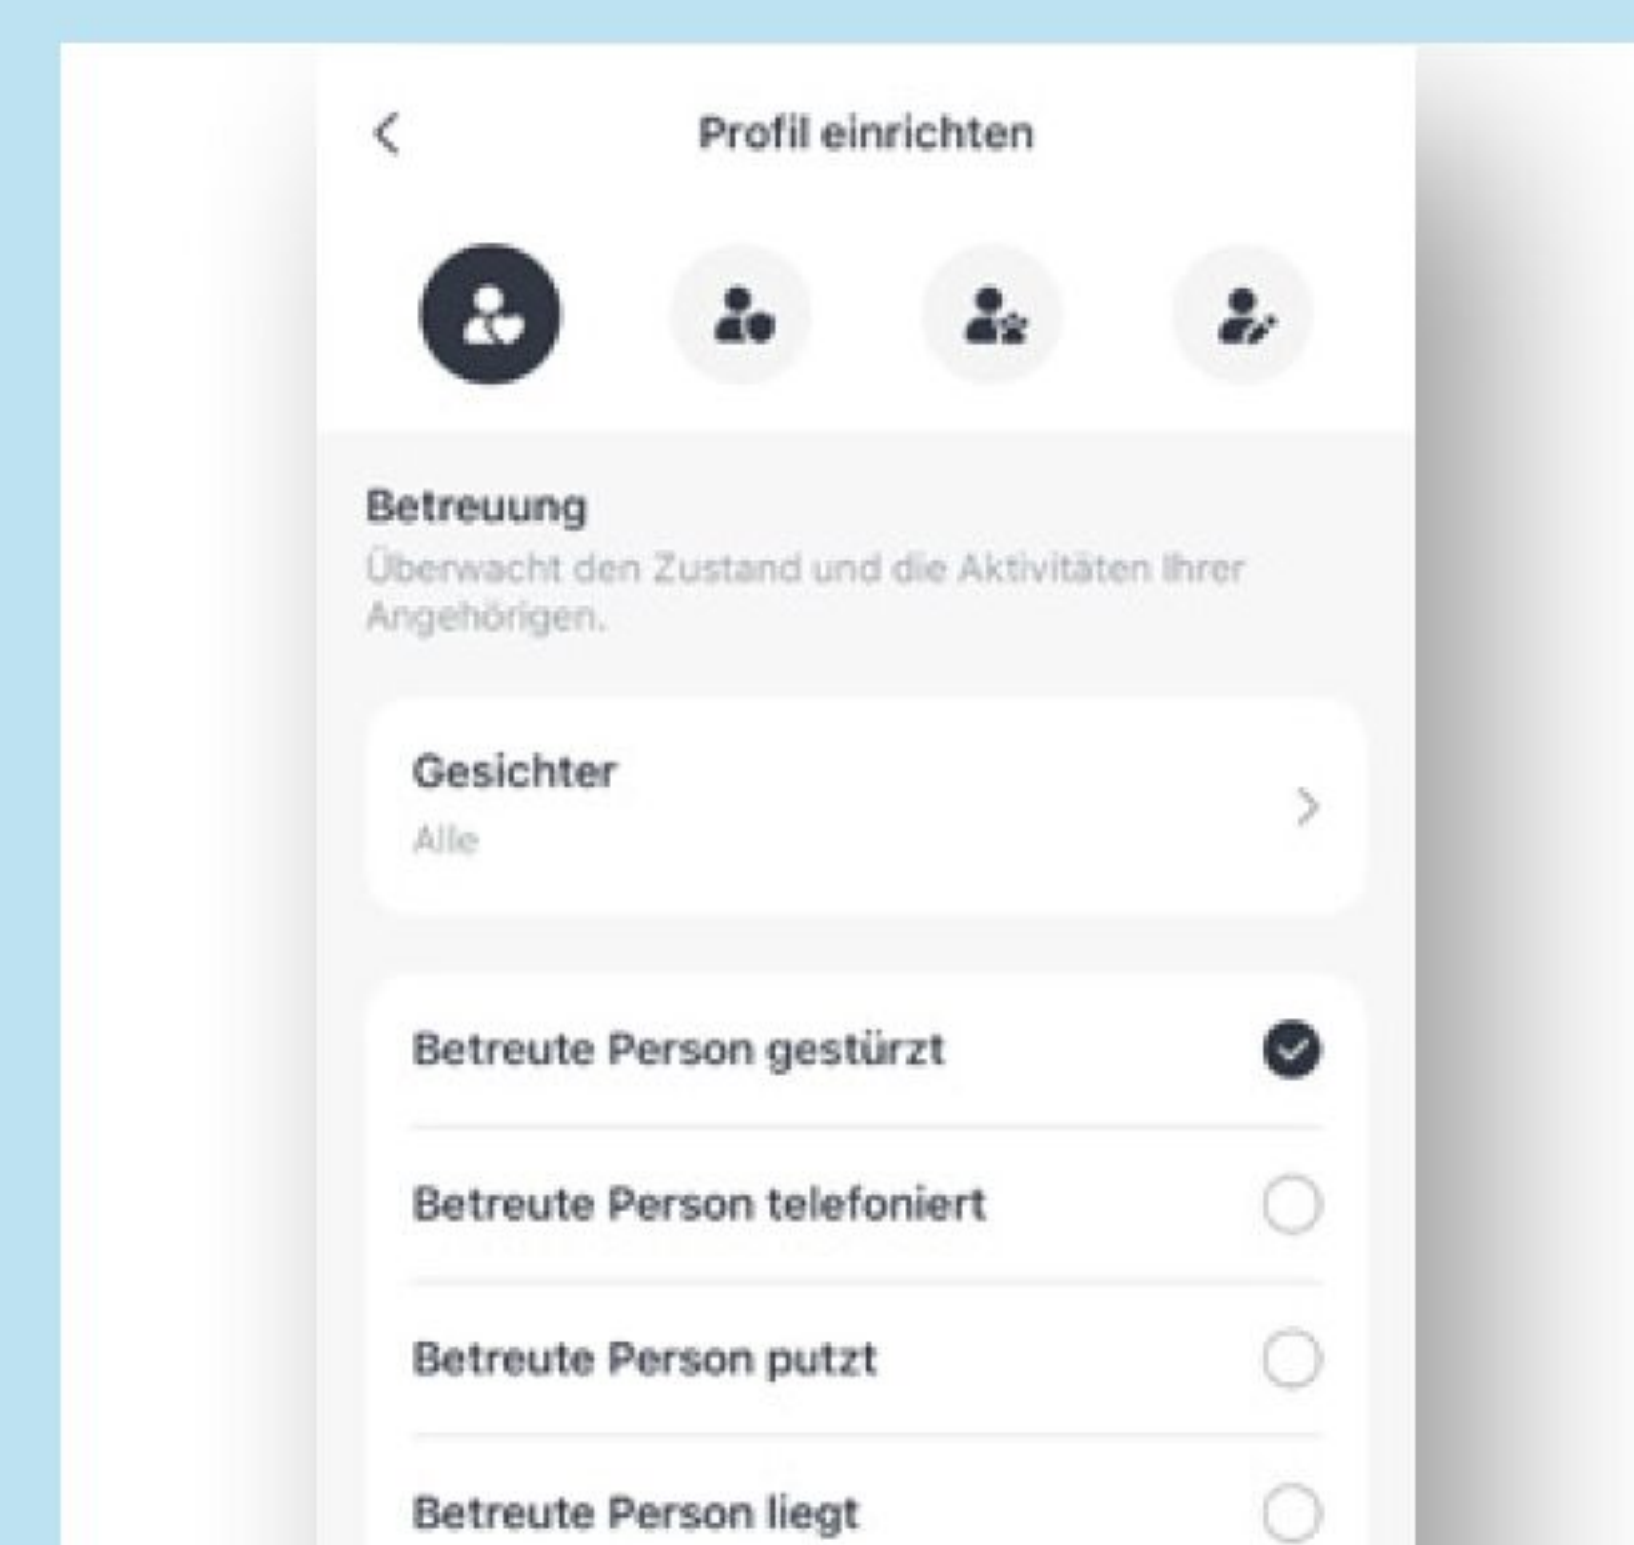 Profil einrichten
Betreuung
Überwacht den Zustand und die Aktivitäten Ihrer
Angehörigen.
Gesichter
Alle
Betreute Person gestürzt
Betreute Person telefoniert
Betreute Person putzt
Betreute Person liegt